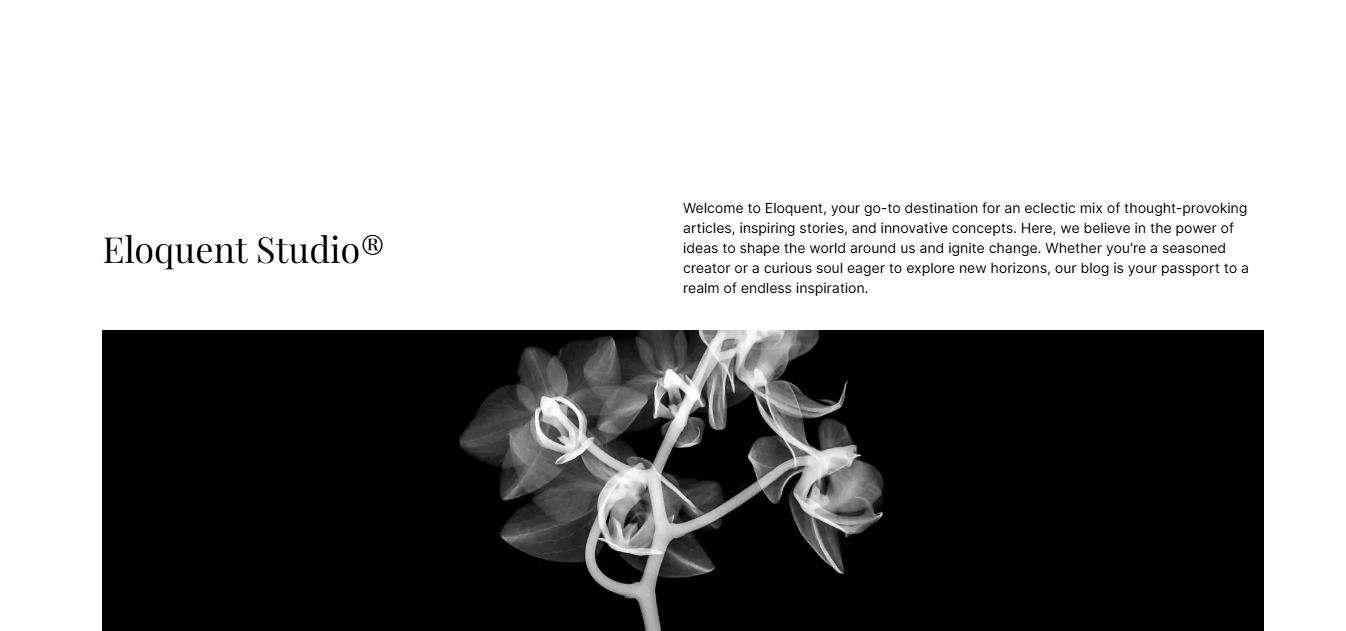 Eloquent Studio®
Welcome to Eloquent, your go-to destination for an eclectic mix of thought-provoking
articles, inspiring stories, and innovative concepts. Here, we believe in the power of
ideas to shape the world around us and ignite change. Whether you're a seasoned
creator or a curious soul eager to explore new horizons, our blog is your passport to a
realm of endless inspiration.